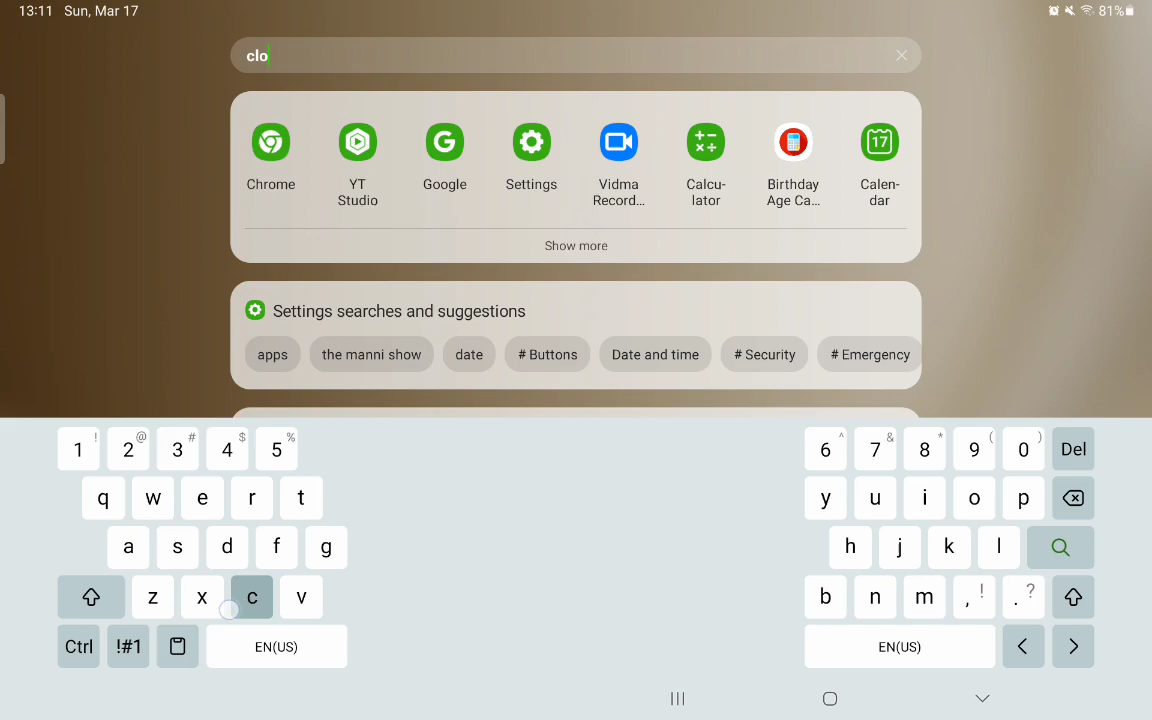 13:11 Sun, Mar 17 81%
clo
17
Chrome YT Studio Google Settings Vidma Record... Calcu-lator Birthday Age Ca... Calen-dar
Show more
Settings searches and suggestions
apps the manni show date # Buttons Date and time # Security # Emergency
1 ! 2 @ 3 # 4 $ 5 % 6 ^ 7 & 8 * 9 ( 0 ) Del
q w e r t y u i o p
a s d f g h j k l
z x c v b n m , ! . ?
Ctrl !#1 EN(US) EN(US) < >